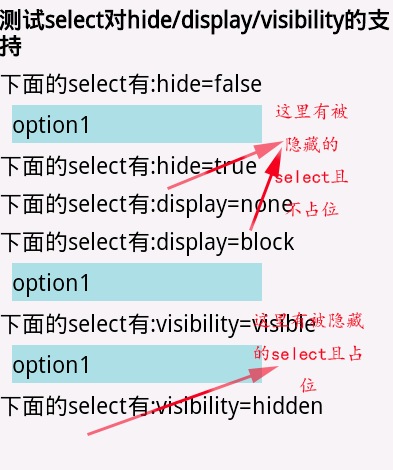 测试select对hide/display/visibility的支
持
下面的select有:hide=false
option1
这里有被
隐藏的
select且
不占位
下面的select有:hide=true
下面的select有:display=none
下面的select有:display=block
option1
下面的select有:visibility=visible
这里有被隐藏
的select且占
位
option1
下面的select有:visibility=hidden